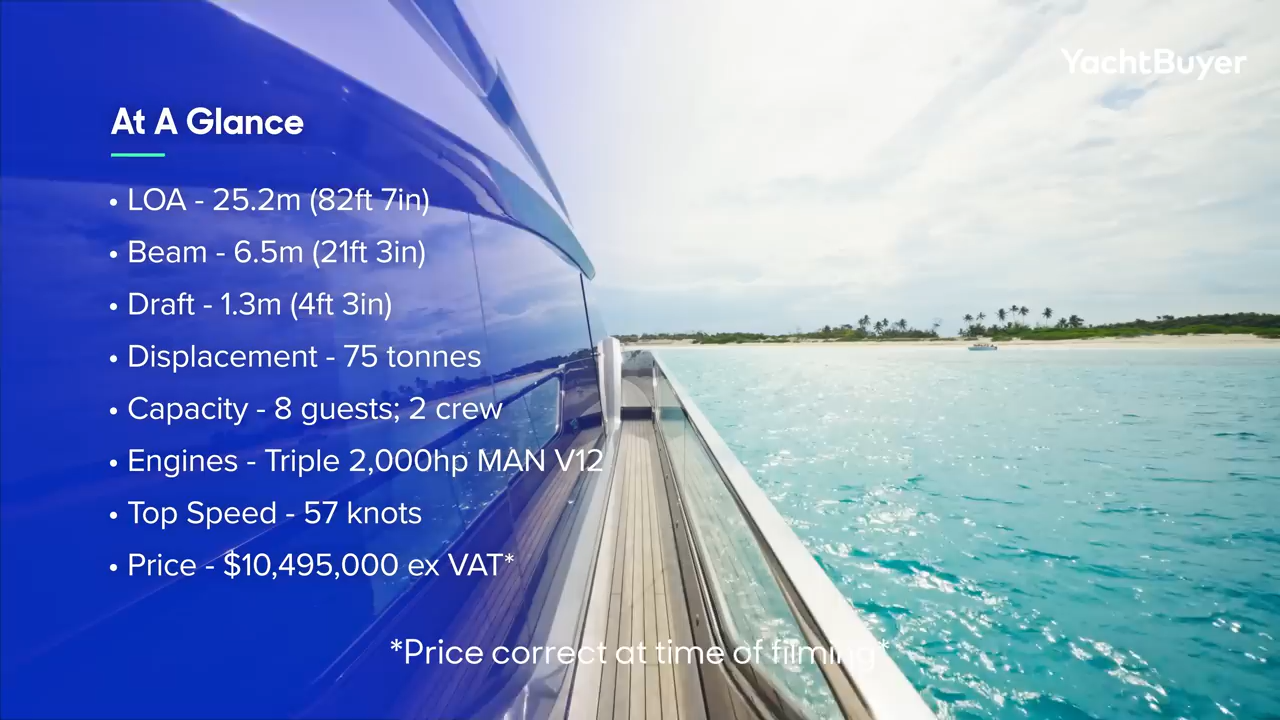 YachtBuyer
At A Glance
• LOA - 25.2m (82ft 7in)
• Beam - 6.5m (21ft 3in)
• Draft - 1.3m (4ft 3in)
• Displacement - 75 tonnes
• Capacity - 8 guests; 2 crew
• Engines - Triple 2,000hp MAN V12
• Top Speed - 57 knots
• Price - $10,495,000 ex VAT*
*Price correct at time of filming*